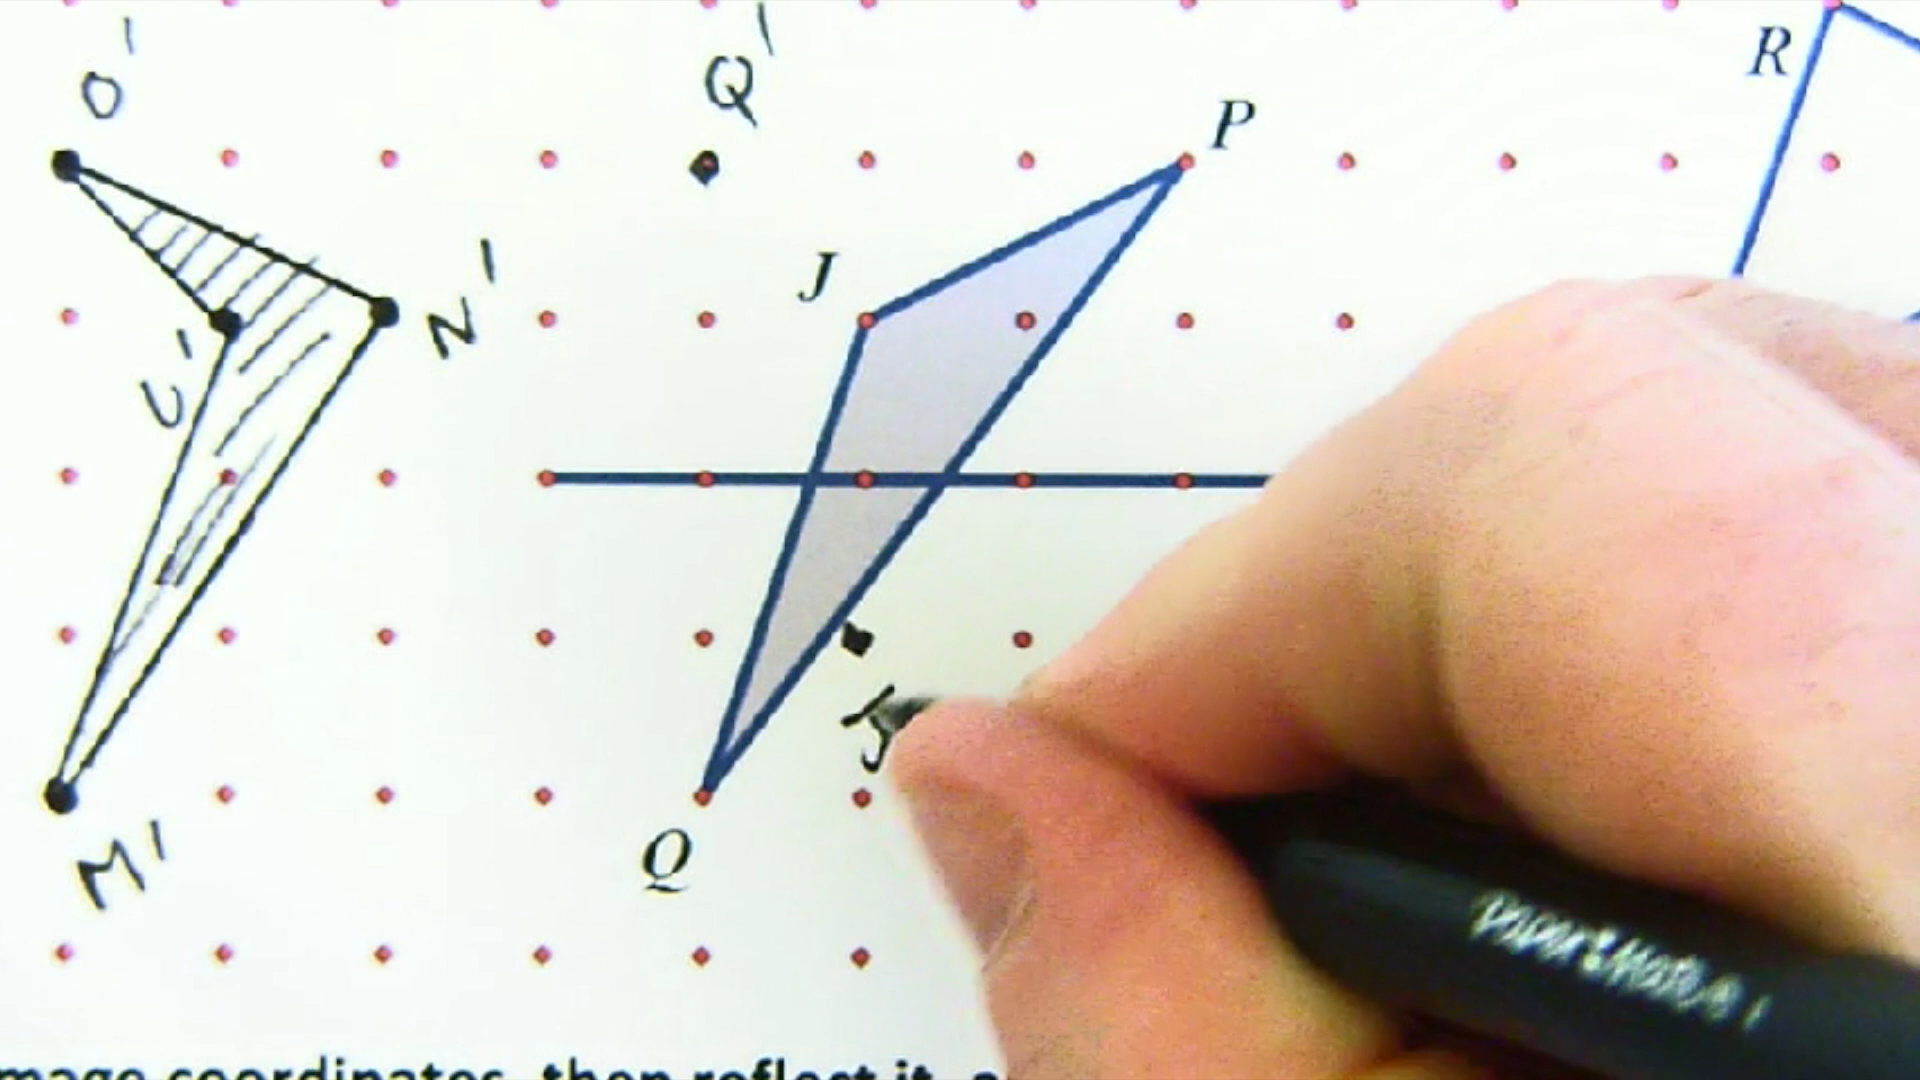 O'
Q'
R
P
J
N'
U'
J
Q
M'
PaperMate
mage coordinates, then reflect it, a